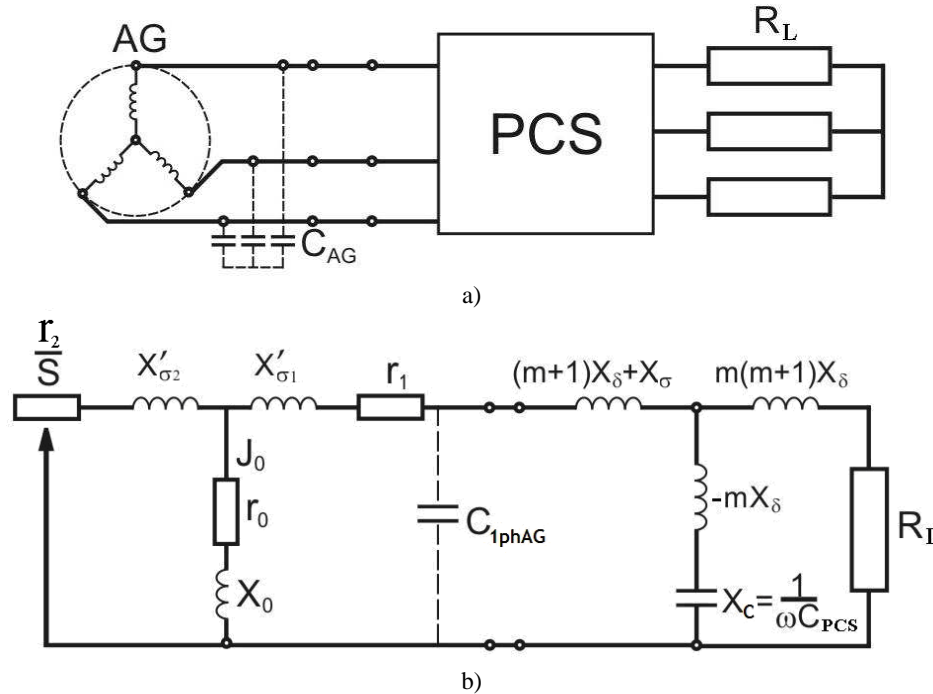 AG
R_L
PCS
C_AG
a)
r_2/S
X'_σ2
X'_σ1
r_1
(m+1)X_δ+X_σ
m(m+1)X_δ
J_0
r_0
X_0
C_1phAG
-mX_δ
X_C=1/ωC_PCS
R_L
b)